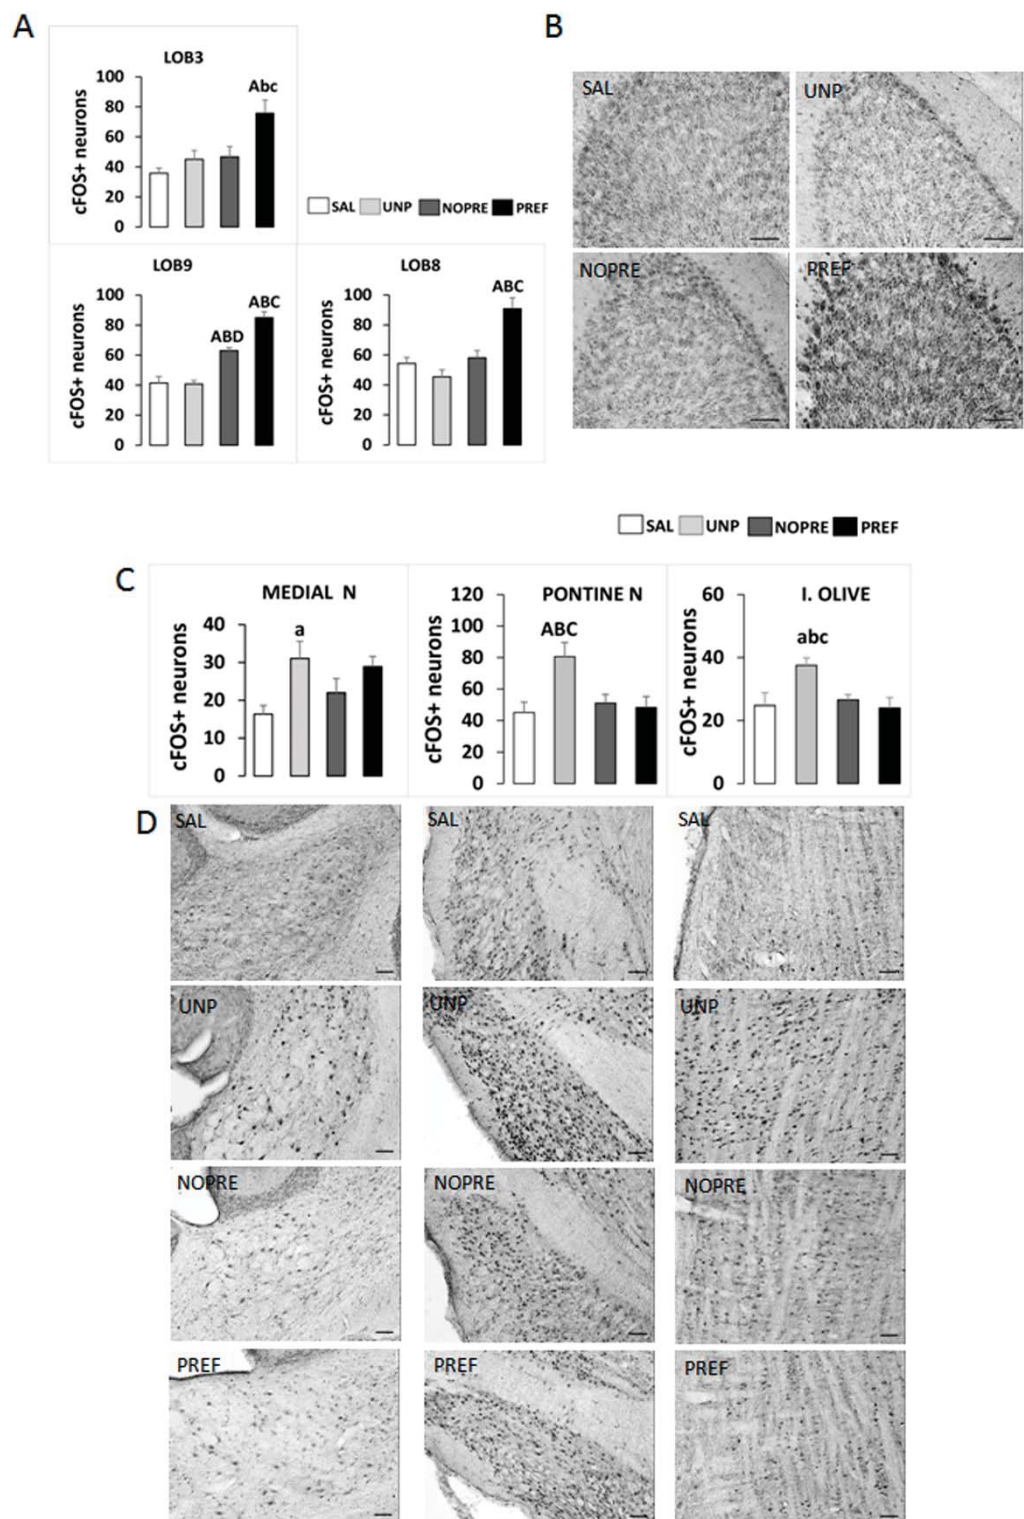 A
B
LOB3
100
80
60
40
20
0
cFOS+ neurons
Abc
SAL
UNP
NOPRE
PREF
LOB9
100
80
60
40
20
0
cFOS+ neurons
ABD
ABC
LOB8
100
80
60
40
20
0
cFOS+ neurons
ABC
SAL
UNP
NOPRE
PREF
SAL
UNP
NOPRE
PREF
C
MEDIAL N
40
30
20
10
0
cFOS+ neurons
a
PONTINE N
120
100
80
60
40
20
0
cFOS+ neurons
ABC
I. OLIVE
60
40
20
0
cFOS+ neurons
abc
D
SAL
SAL
SAL
UNP
UNP
UNP
NOPRE
NOPRE
NOPRE
PREF
PREF
PREF